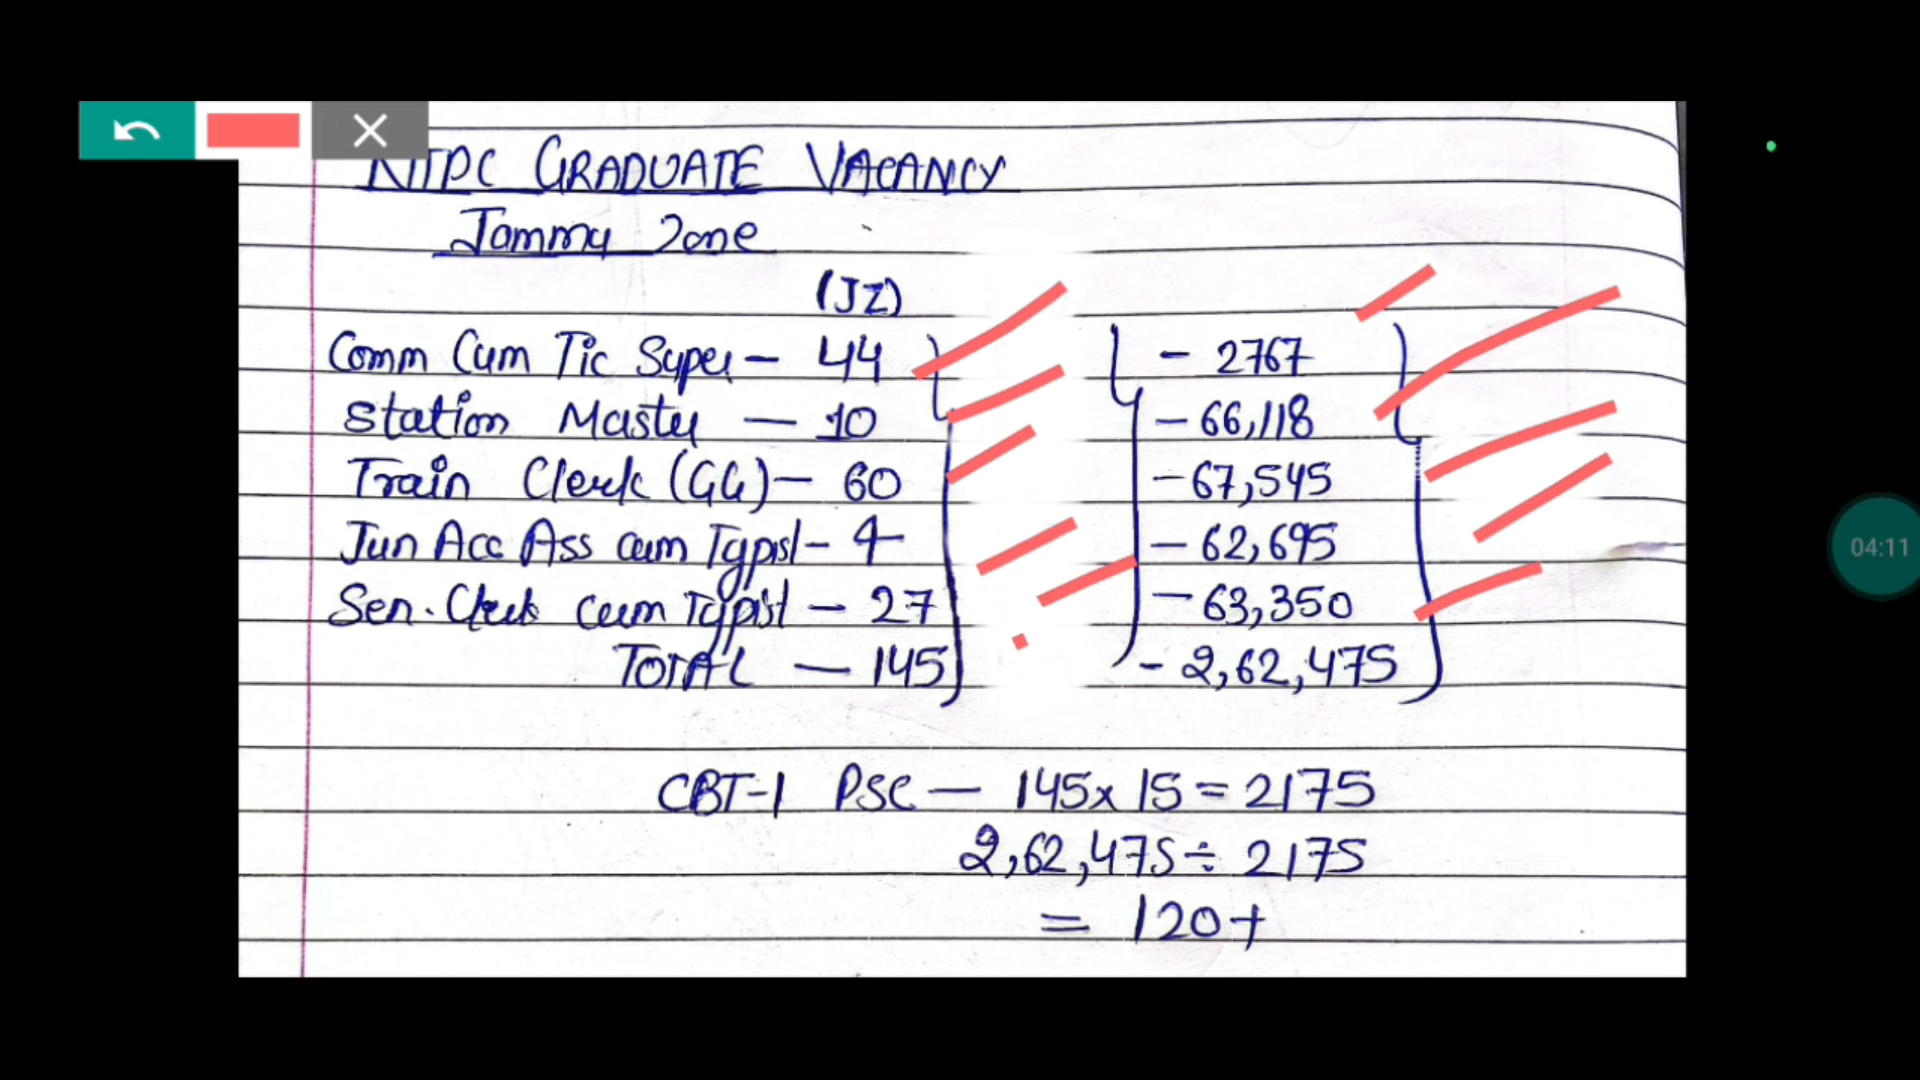 NTPC GRADUATE VACANCY
Jammu Zone
(JZ)
Comm Cum Tic Super - 44 - 2767
Station Master - 10 - 66,118
Train Clerk (GG) - 60 - 67,545
Jun Acc Ass cum Typist - 4 - 62,695
Sen. Clerk cum Typist - 27 - 63,350
TOTAL - 145 - 2,62,475
CBT-1 PSC - 145x 15 = 2175
2,62,475 ÷ 2175
= 120+
04:11